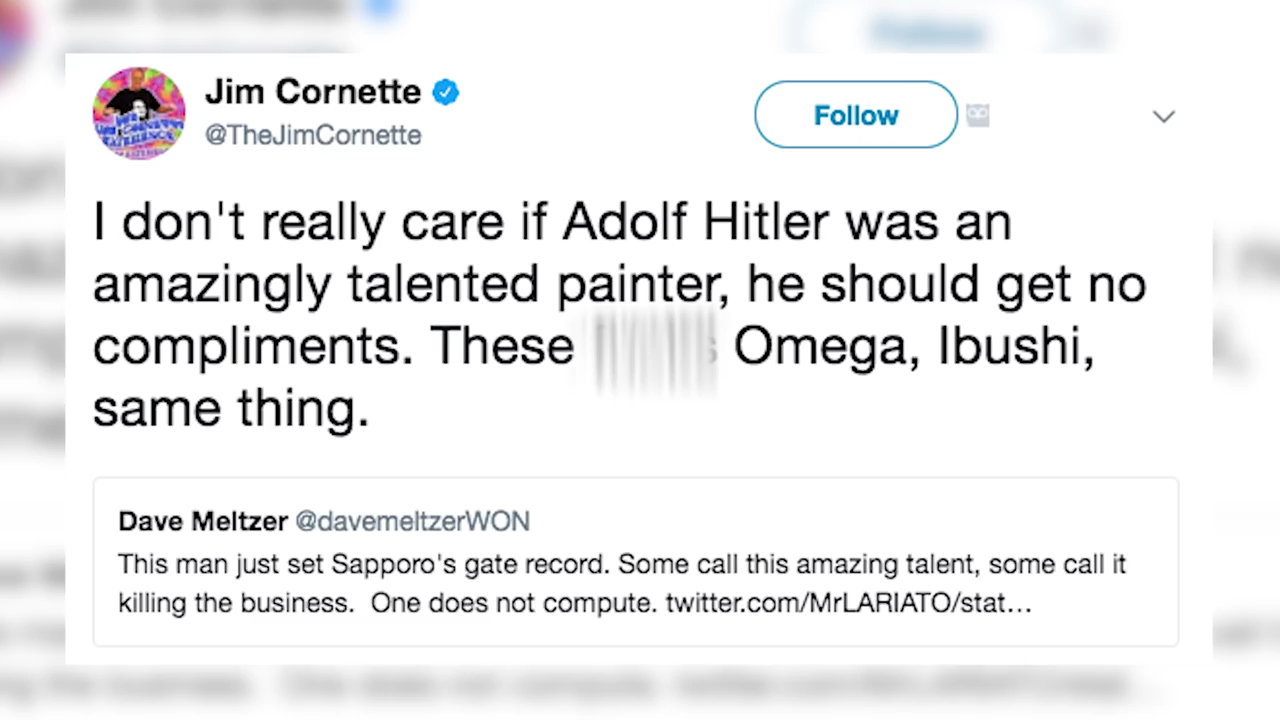 Jim Cornette
@TheJimCornette
Follow
I don't really care if Adolf Hitler was an
amazingly talented painter, he should get no
compliments. These Omega, Ibushi,
same thing.
Dave Meltzer @davemeltzerWON
This man just set Sapporo's gate record. Some call this amazing talent, some call it
killing the business. One does not compute. twitter.com/MrLARIATO/stat…